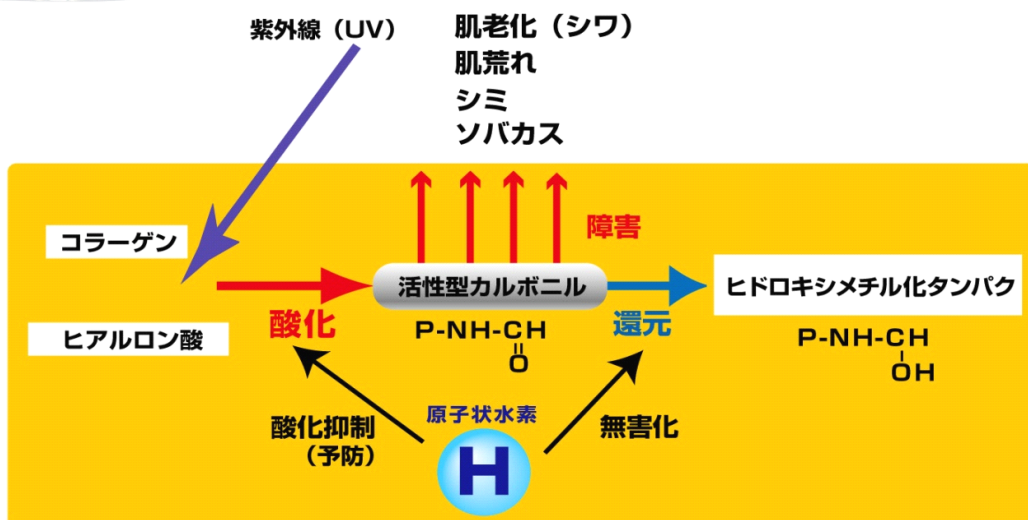 紫外線（UV）
肌老化（シワ）
肌荒れ
シミ
ソバカス
障害
コラーゲン
活性型カルボニル
ヒドロキシメチル化タンパク
ヒアルロン酸
酸化
P-NH-CH
=
O
還元
P-NH-CH
-
OH
原子状水素
酸化抑制
（予防）
無害化
H